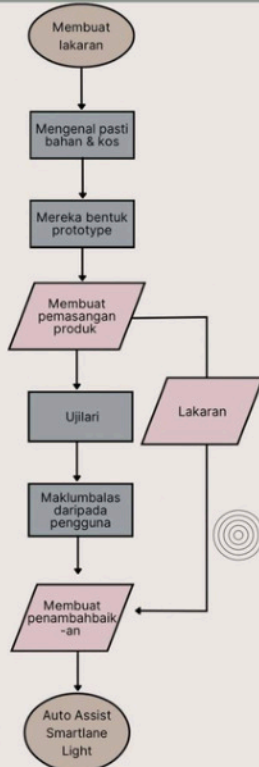 Membuat
lakaran
Mengenal pasti
bahan & kos
Mereka bentuk
prototype
Membuat
pemasangan
produk
Ujilari
Lakaran
Maklumbalas
daripada
pengguna
Membuat
penambahbaik
-an
Auto Assist
Smartlane
Light